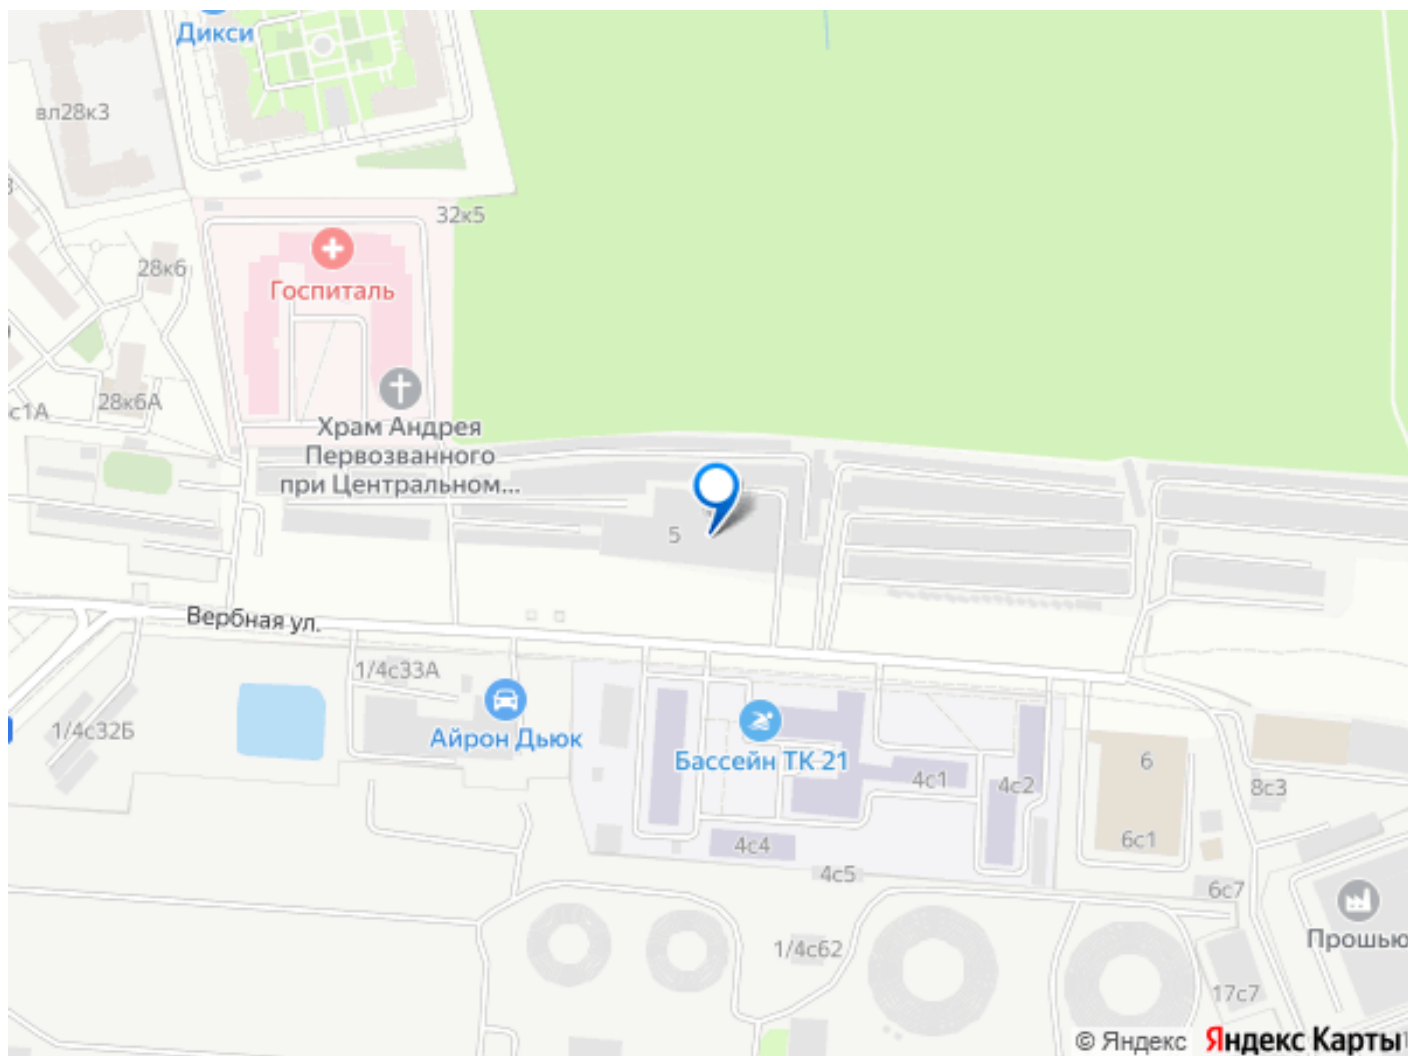 Дикси
вл28к3
32к5
28к6
Госпиталь
28к6А
с1А
Храм Андрея
Первозванного
при Центральном...
5
Вербная ул.
1/4с33А
1/4с32Б
Айрон Дьюк
Бассейн ТК 21
4с1
4с2
6
8с3
6с1
4с4
4с5
6с7
1/4с62
Прошью
17с7
© Яндекс
Яндекс Карты